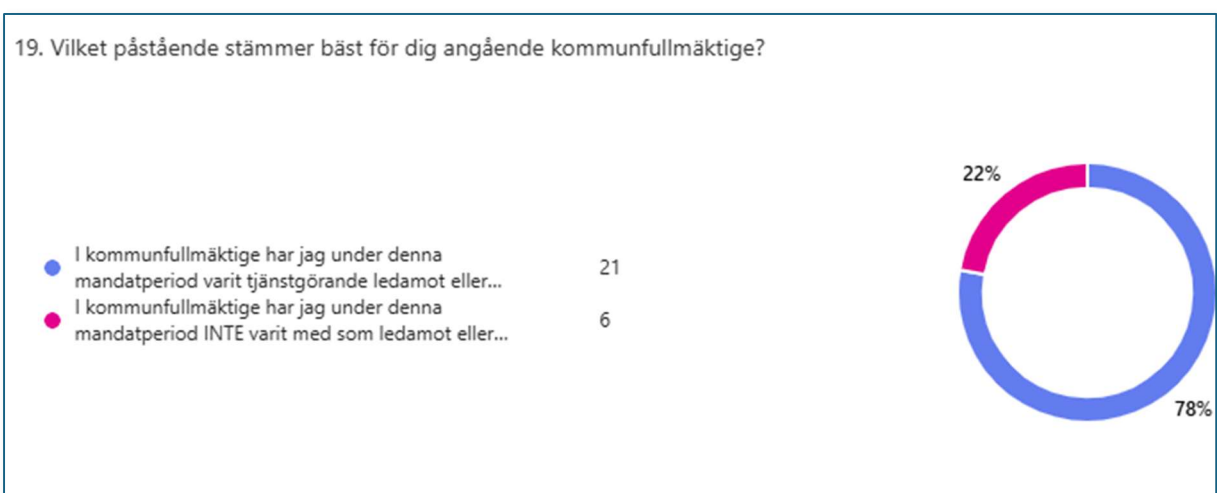 19. Vilket påstående stämmer bäst för dig angående kommunfullmäktige?
I kommunfullmäktige har jag under denna
mandatperiod varit tjänstgörande ledamot eller...
21
I kommunfullmäktige har jag under denna
mandatperiod INTE varit med som ledamot eller...
6
22%
78%